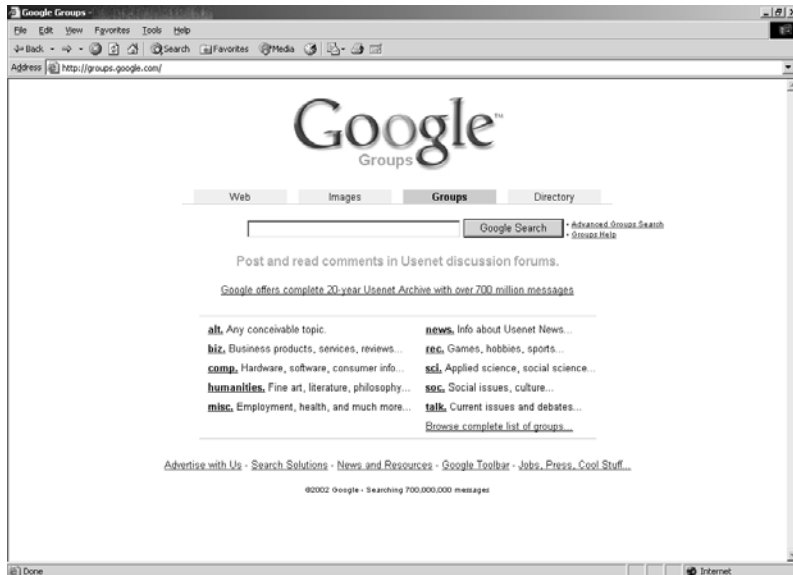 Google Groups -
File Edit View Favorites Tools Help
Back Search Favorites Media
Address http://groups.google.com/
Google™
Groups
Web Images Groups Directory
Google Search
• Advanced Groups Search
• Groups Help
Post and read comments in Usenet discussion forums.
Google offers complete 20-year Usenet Archive with over 700 million messages
alt. Any conceivable topic.
news. Info about Usenet News...
biz. Business products, services, reviews...
rec. Games, hobbies, sports...
comp. Hardware, software, consumer info...
sci. Applied science, social science...
humanities. Fine art, literature, philosophy...
soc. Social issues, culture...
misc. Employment, health, and much more...
talk. Current issues and debates...
Browse complete list of groups...
Advertise with Us - Search Solutions - News and Resources - Google Toolbar - Jobs, Press, Cool Stuff...
©2002 Google - Searching 700,000,000 messages
Done Internet